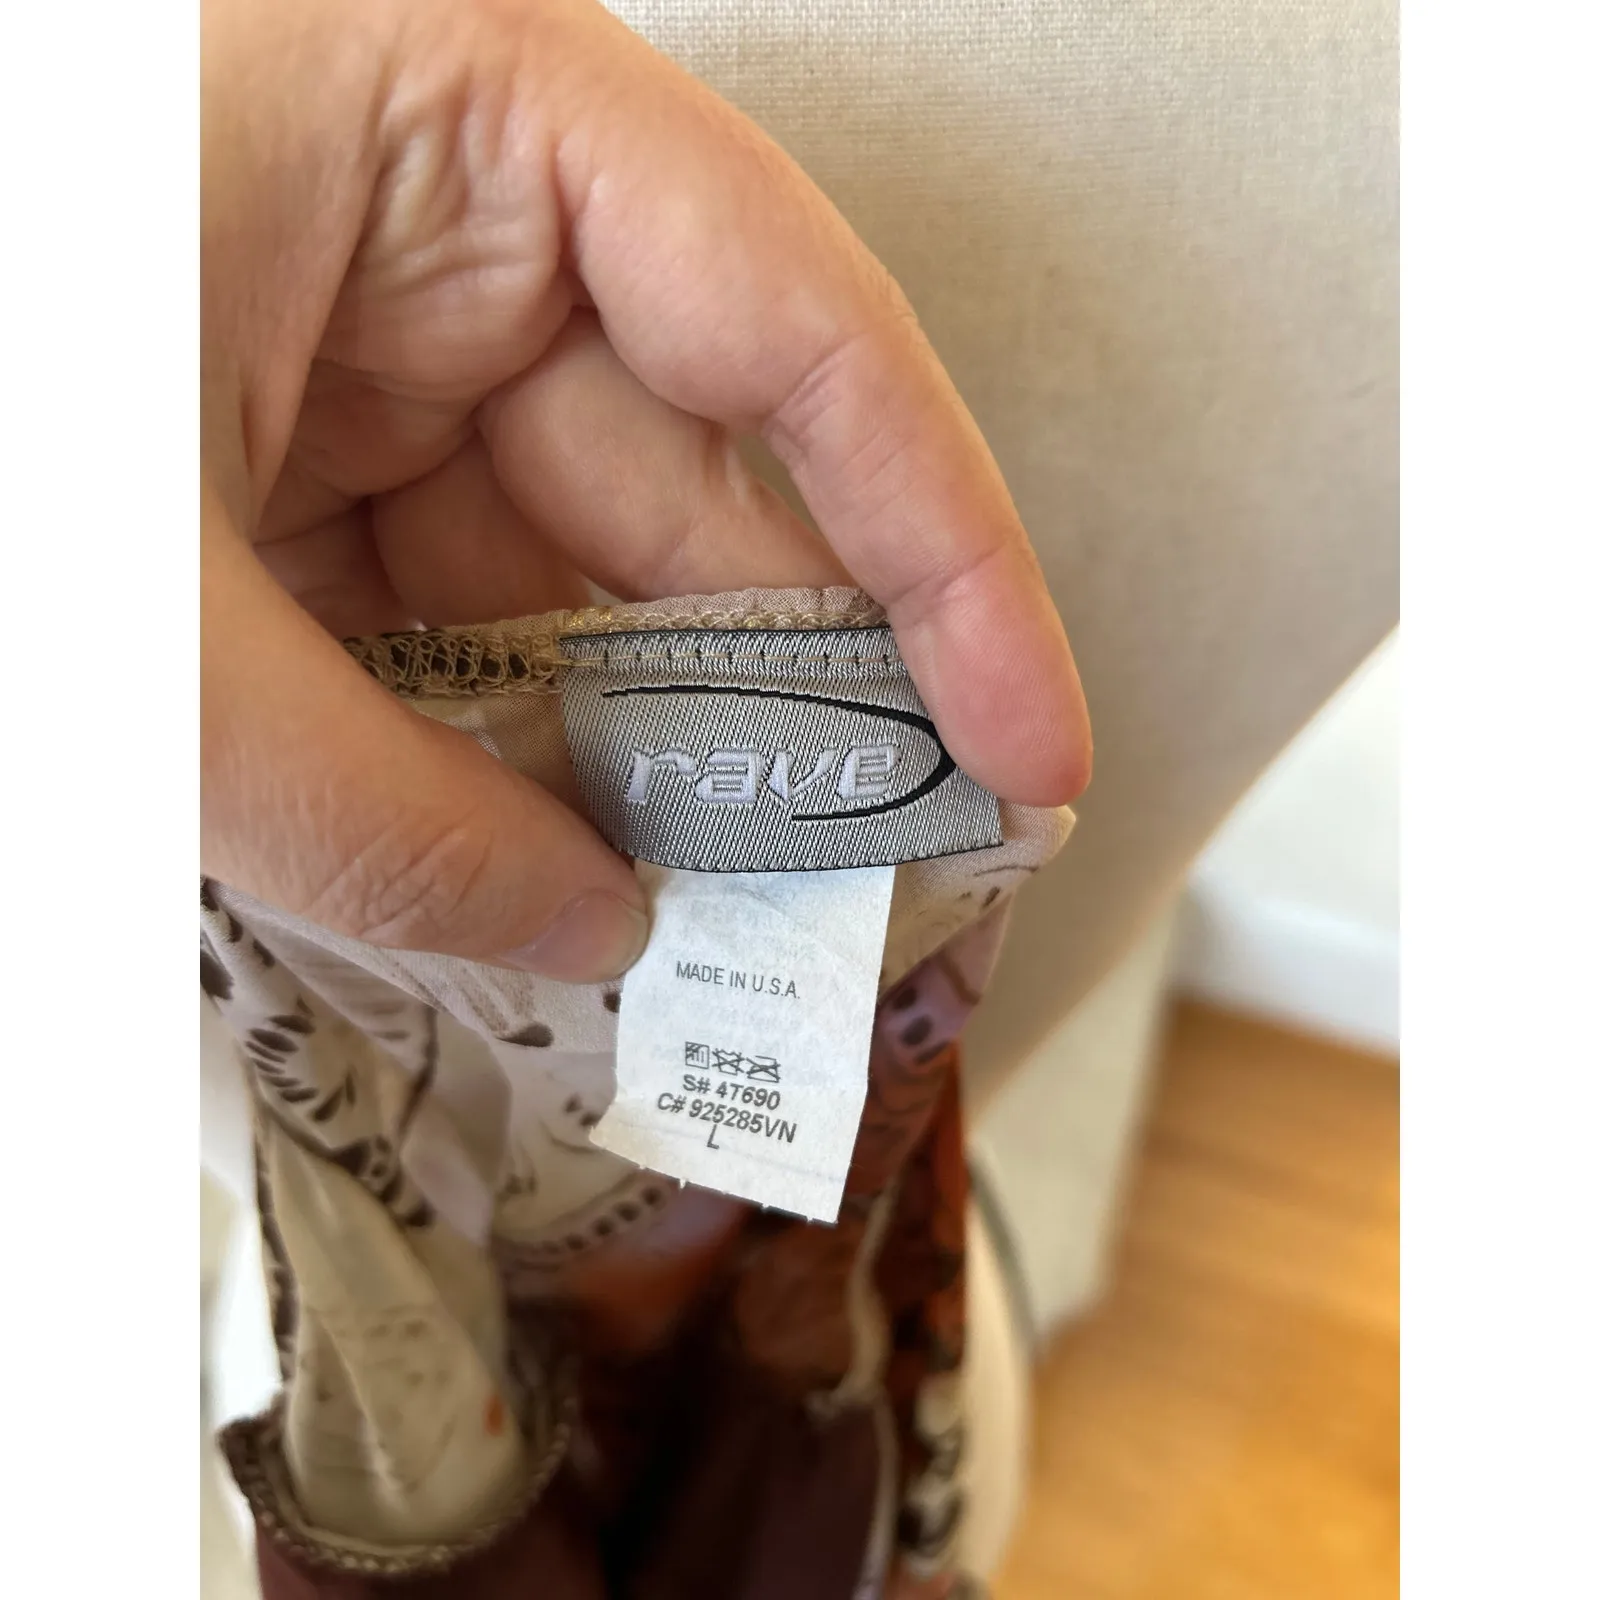 rave
MADE IN U.S.A.
S# 4T690
C# 925285VN
L